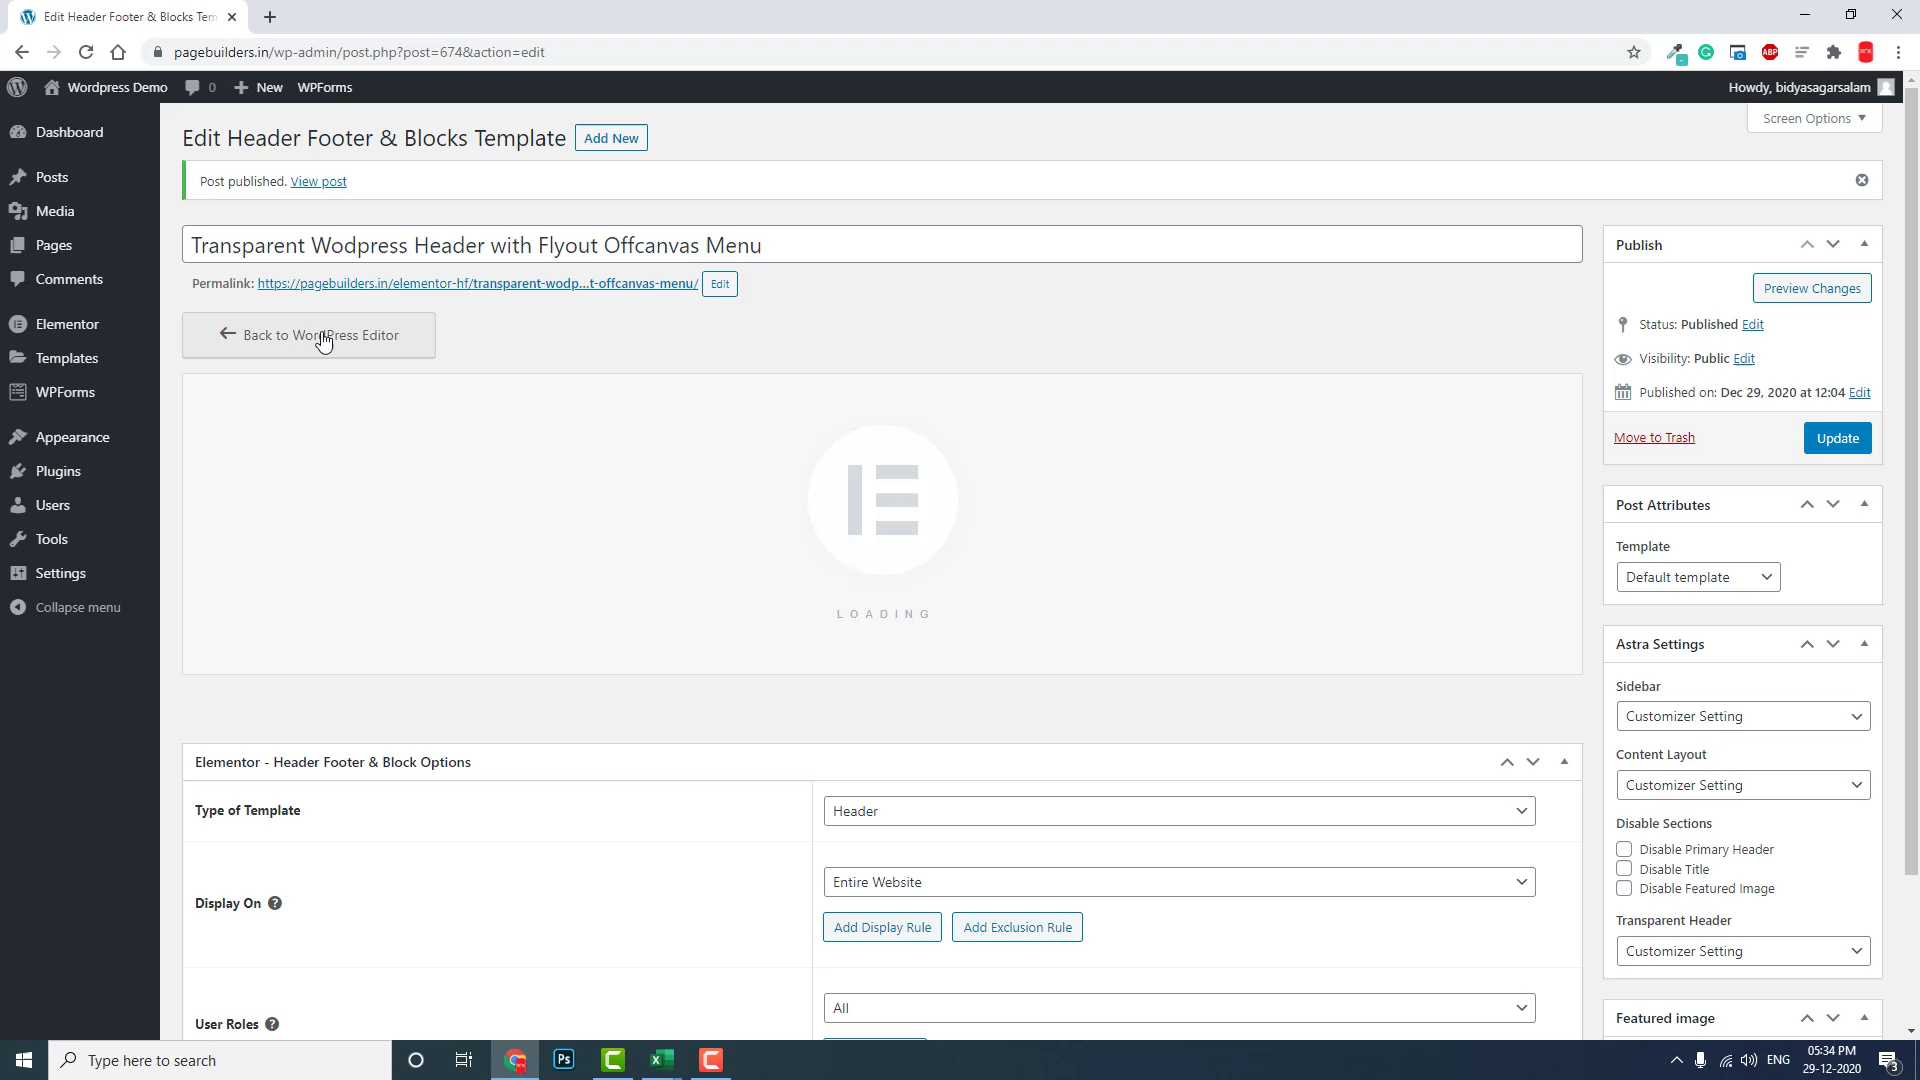 Edit Header Footer & Blocks Tem
pagebuilders.in/wp-admin/post.php?post=674&action=edit
ABP
Wordpress Demo
0
New
WPForms
Howdy, bidyasagarsalam
Dashboard
Posts
Media
Pages
Comments
Elementor
Templates
WPForms
Appearance
Plugins
Users
Tools
Settings
Collapse menu
Screen Options
Edit Header Footer & Blocks Template
Add New
Post published. View post
Transparent Wodpress Header with Flyout Offcanvas Menu
Permalink: https://pagebuilders.in/elementor-hf/transparent-wodp...t-offcanvas-menu/ Edit
Back to WordPress Editor
LOADING
Elementor - Header Footer & Block Options
Type of Template
Header
Display On
Entire Website
Add Display Rule
Add Exclusion Rule
User Roles
All
Publish
Preview Changes
Status: Published Edit
Visibility: Public Edit
Published on: Dec 29, 2020 at 12:04 Edit
Move to Trash
Update
Post Attributes
Template
Default template
Astra Settings
Sidebar
Customizer Setting
Content Layout
Customizer Setting
Disable Sections
Disable Primary Header
Disable Title
Disable Featured Image
Transparent Header
Customizer Setting
Featured image
Type here to search
Ps
ENG
05:34 PM
29-12-2020
3